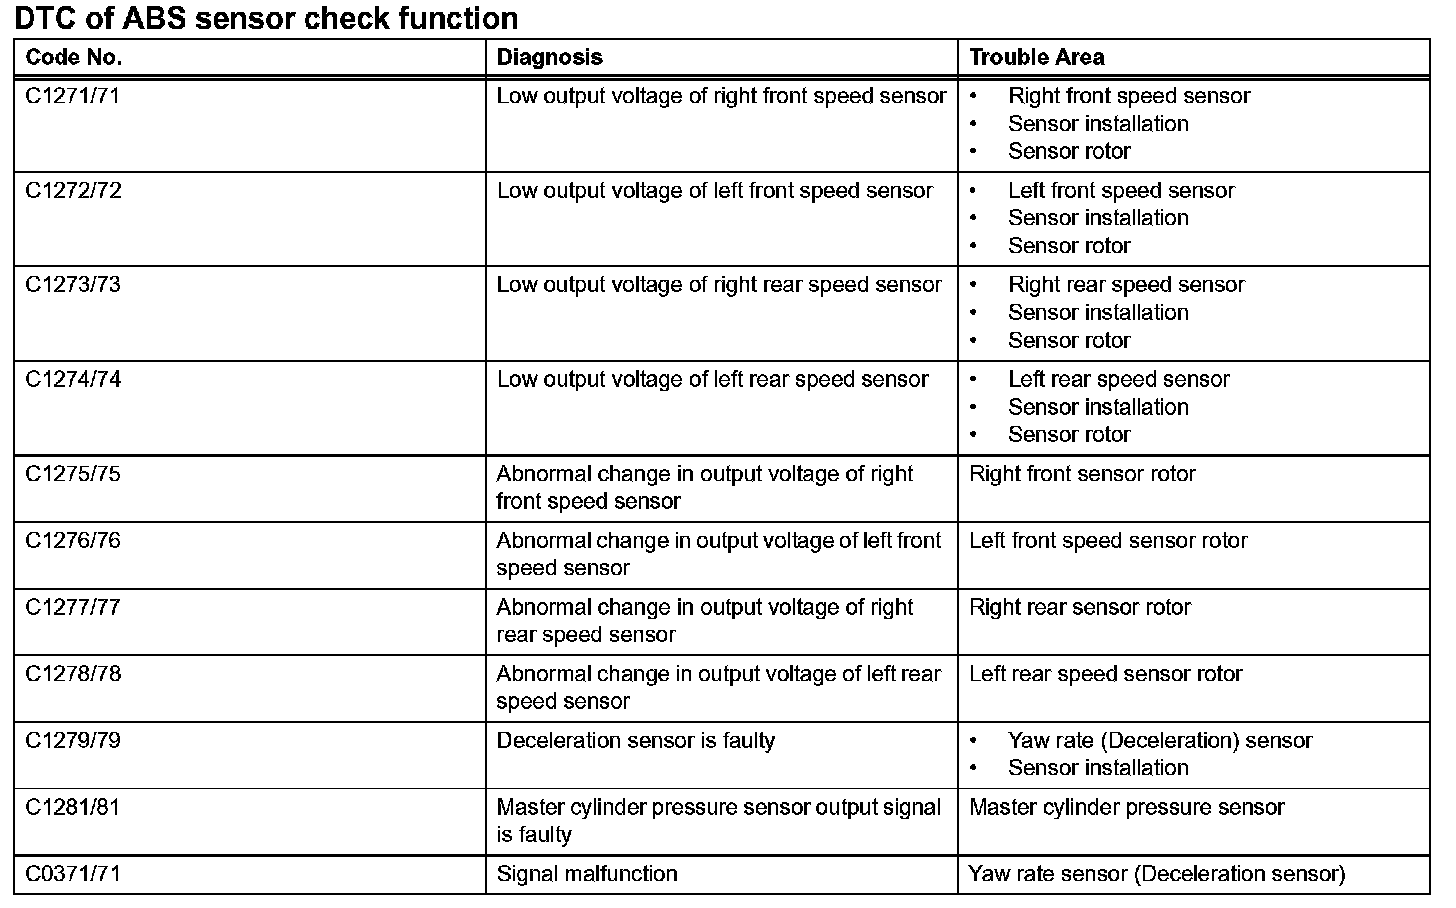 DTC of ABS sensor check function
Code No. Diagnosis Trouble Area
C1271/71 Low output voltage of right front speed sensor • Right front speed sensor
• Sensor installation
• Sensor rotor
C1272/72 Low output voltage of left front speed sensor • Left front speed sensor
• Sensor installation
• Sensor rotor
C1273/73 Low output voltage of right rear speed sensor • Right rear speed sensor
• Sensor installation
• Sensor rotor
C1274/74 Low output voltage of left rear speed sensor • Left rear speed sensor
• Sensor installation
• Sensor rotor
C1275/75 Abnormal change in output voltage of right Right front sensor rotor
front speed sensor
C1276/76 Abnormal change in output voltage of left front Left front speed sensor rotor
speed sensor
C1277/77 Abnormal change in output voltage of right Right rear sensor rotor
rear speed sensor
C1278/78 Abnormal change in output voltage of left rear Left rear speed sensor rotor
speed sensor
C1279/79 Deceleration sensor is faulty • Yaw rate (Deceleration) sensor
• Sensor installation
C1281/81 Master cylinder pressure sensor output signal Master cylinder pressure sensor
is faulty
C0371/71 Signal malfunction Yaw rate sensor (Deceleration sensor)